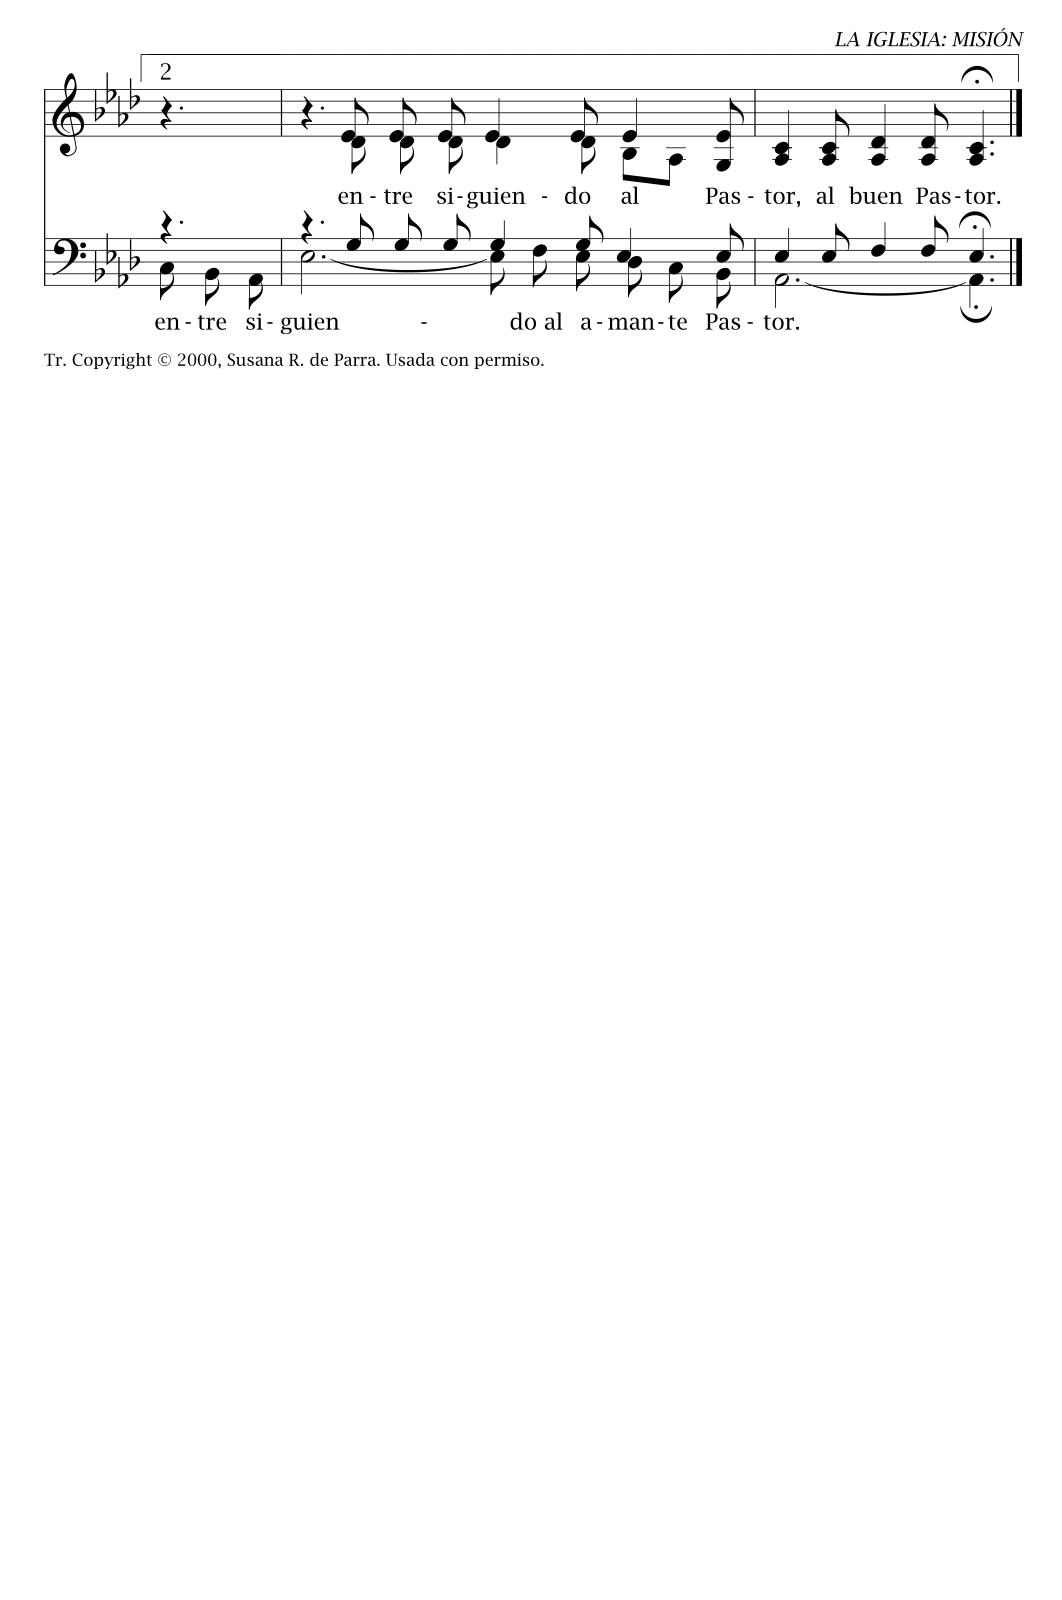 LA IGLESIA: MISIÓN
2
en - tre si - guien - do al Pas - tor, al buen Pas - tor.
en - tre si - guien - do al a - man - te Pas - tor.
Tr. Copyright © 2000, Susana R. de Parra. Usada con permiso.